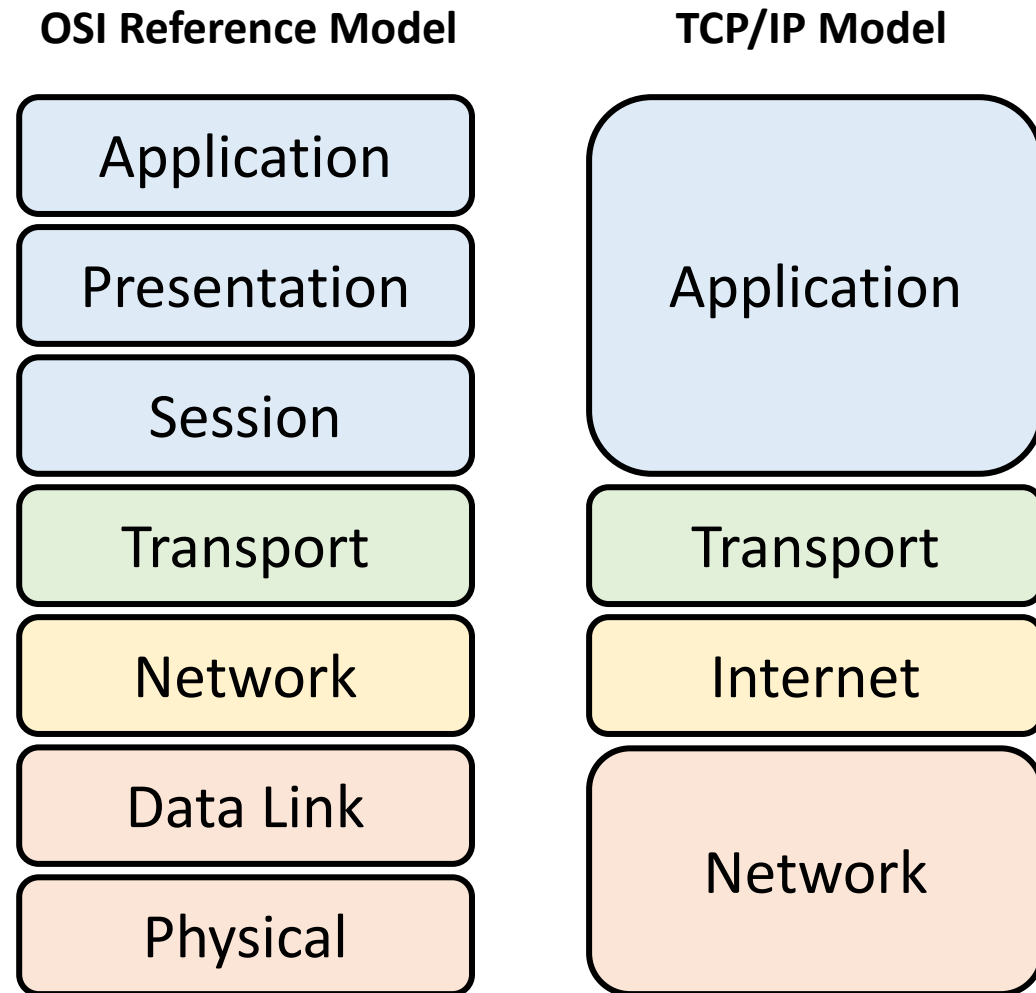 OSI Reference Model
TCP/IP Model
Application
Presentation
Session
Transport
Network
Data Link
Physical
Application
Transport
Internet
Network